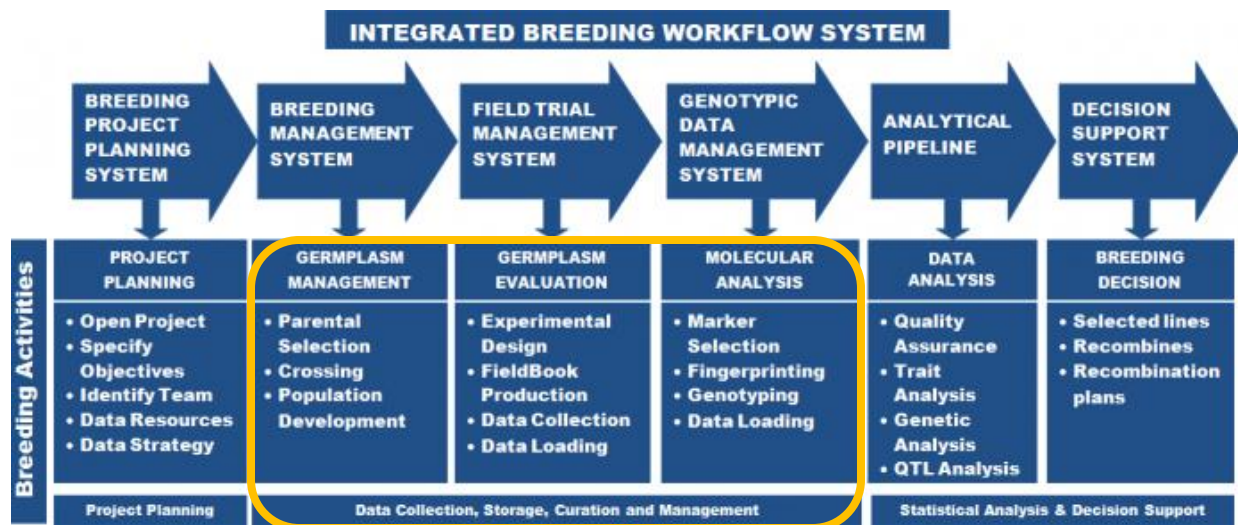 INTEGRATED BREEDING WORKFLOW SYSTEM
BREEDING
PROJECT
PLANNING
SYSTEM
BREEDING
MANAGEMENT
SYSTEM
FIELD TRIAL
MANAGEMENT
SYSTEM
GENOTYPIC
DATA
MANAGEMENT
SYSTEM
ANALYTICAL
PIPELINE
DECISION
SUPPORT
SYSTEM
Breeding Activities
PROJECT
PLANNING
• Open Project
• Specify
Objectives
• Identify Team
• Data Resources
• Data Strategy
GERMPLASM
MANAGEMENT
• Parental
Selection
• Crossing
• Population
Development
GERMPLASM
EVALUATION
• Experimental
Design
• FieldBook
Production
• Data Collection
• Data Loading
MOLECULAR
ANALYSIS
• Marker
Selection
• Fingerprinting
• Genotyping
• Data Loading
DATA
ANALYSIS
• Quality
Assurance
• Trait
Analysis
• Genetic
Analysis
• QTL Analysis
BREEDING
DECISION
• Selected lines
• Recombines
• Recombination
plans
Project Planning
Data Collection, Storage, Curation and Management
Statistical Analysis & Decision Support